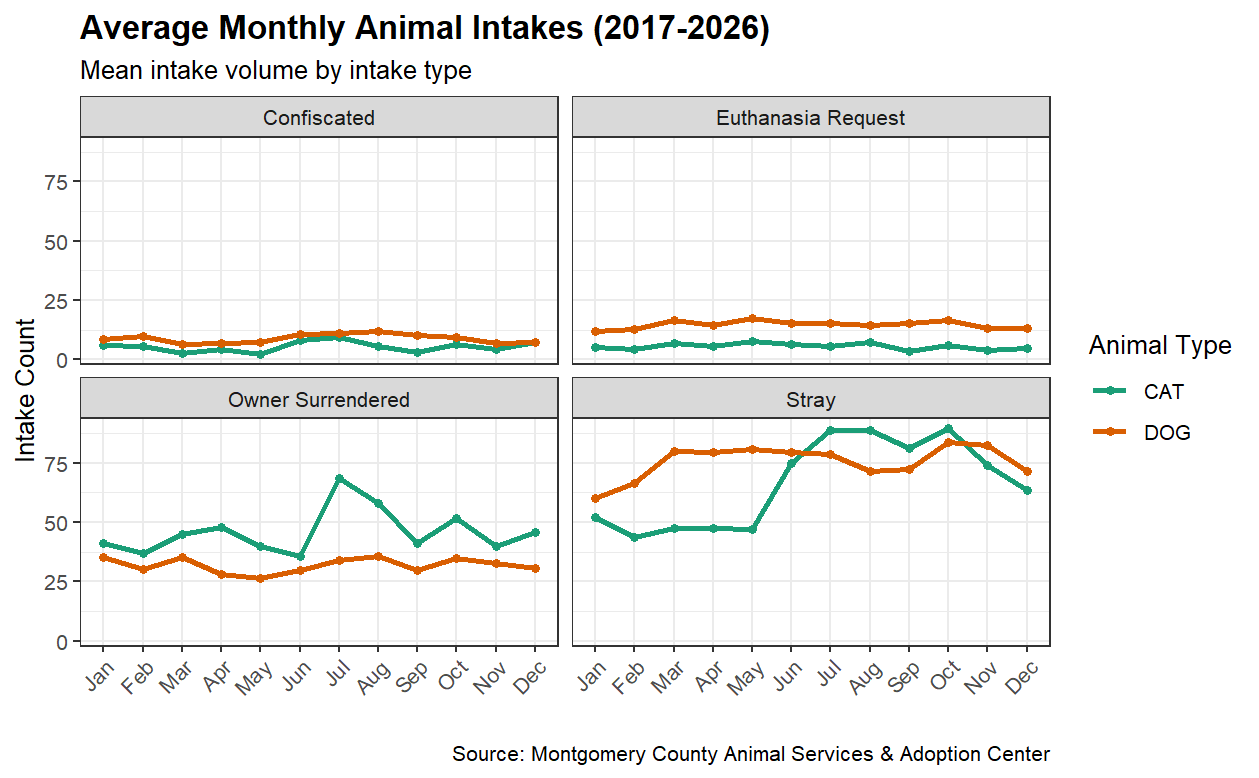 Average Monthly Animal Intakes (2017-2026)
Mean intake volume by intake type
Confiscated
Euthanasia Request
75
50
25
0
Intake Count
Owner Surrendered
Stray
75
50
25
0
Jan Feb Mar Apr May Jun Jul Aug Sep Oct Nov Dec
Jan Feb Mar Apr May Jun Jul Aug Sep Oct Nov Dec
Animal Type
CAT
DOG
Source: Montgomery County Animal Services & Adoption Center